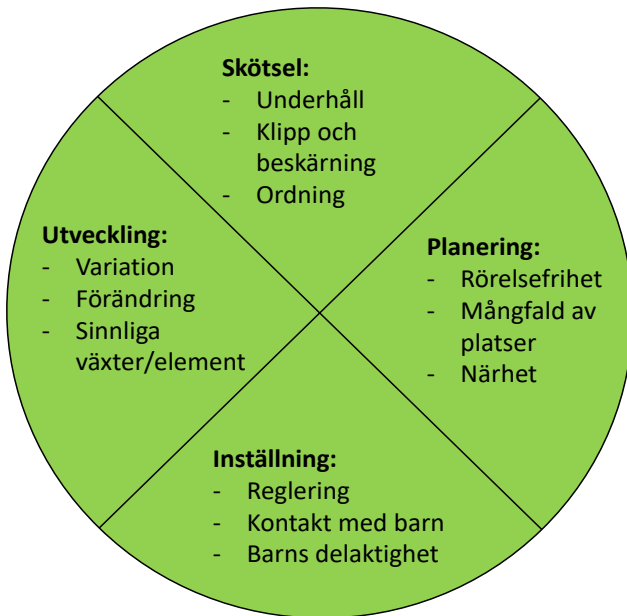 Skötsel:
- Underhåll
- Klipp och
beskärning
- Ordning
Utveckling:
- Variation
- Förändring
- Sinnliga
växter/element
Planering:
- Rörelsefrihet
- Mångfald av
platser
- Närhet
Inställning:
- Reglering
- Kontakt med barn
- Barns delaktighet